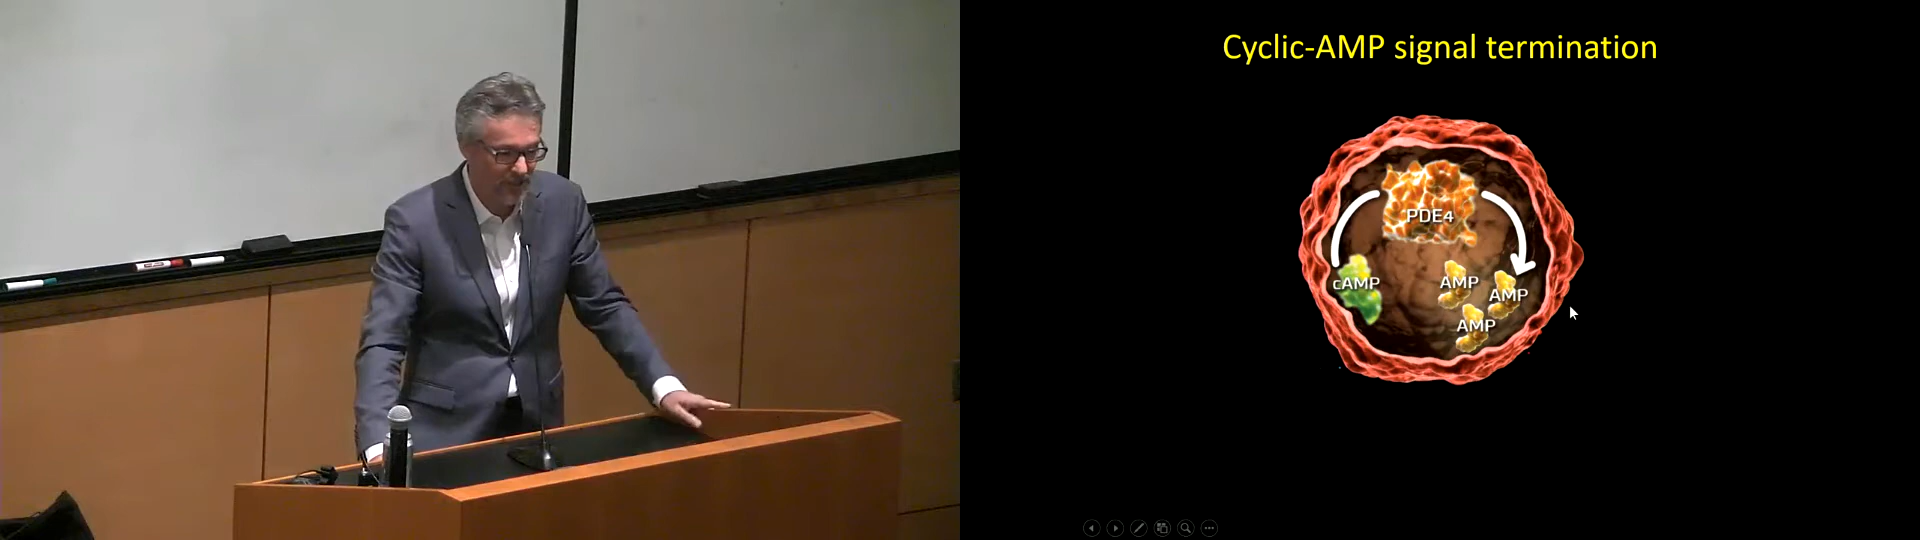 Cyclic-AMP signal termination
PDE4
cAMP
AMP
AMP
AMP